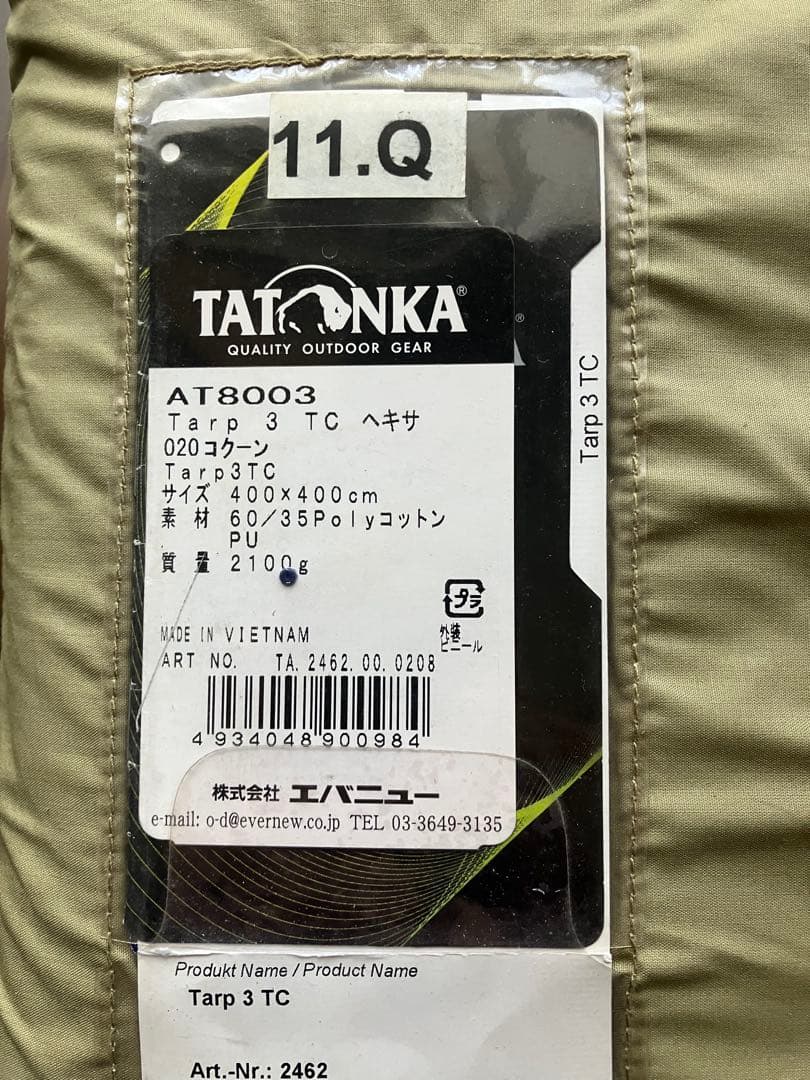 11.Q
TATONKA®
QUALITY OUTDOOR GEAR
®
AT8003
Tarp 3 TC ヘキサ
020コクーン
Tarp3TC
サイズ 400×400cm
素材 60/35Polyコットン
PU
質量 2100g
プラ
外装
ビニール
MADE IN VIETNAM
ART NO. TA.2462.00.0208
4934048900984
株式会社 エバニュー
e-mail: o-d@evernew.co.jp TEL 03-3649-3135
Tarp 3 TC
Produkt Name / Product Name
Tarp 3 TC
Art.-Nr.: 2462